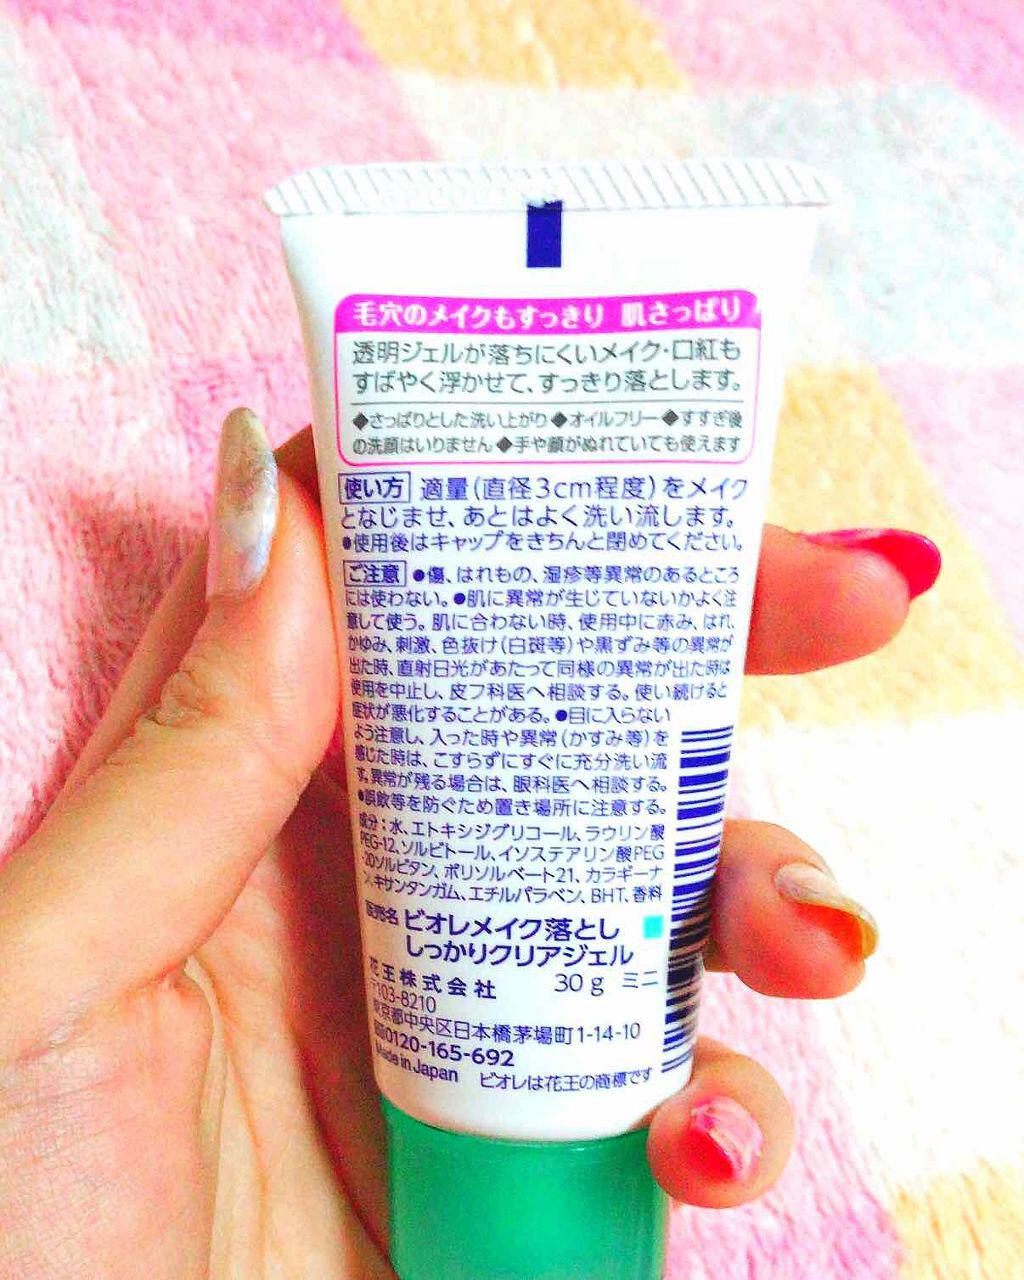 毛穴のメイクもすっきり 肌さっぱり
透明ジェルが落ちにくいメイク・口紅も
すばやく浮かせて、すっきり落とします。
◆さっぱりとした洗い上がり◆オイルフリー◆すすぎ後
の洗顔はいりません◆手や顔がぬれていても使えます
使い方 適量(直径3cm程度)をメイク
となじませ、あとはよく洗い流します。
●使用後はキャップをきちんと閉めてください。
ご注意 ●傷、はれもの、湿疹等異常のあるところ
には使わない。●肌に異常が生じていないかよく注
意して使う。肌に合わない時、使用中に赤み、はれ、
かゆみ、刺激、色抜け(白斑等)や黒ずみ等の異常が
出た時、直射日光があたって同様の異常が出た時は
使用を中止し、皮フ科医へ相談する。使い続けると
症状が悪化することがある。●目に入らない
よう注意し、入った時や異常(かすみ等)を
感じた時は、こすらずにすぐに充分洗い流
す。異常が残る場合は、眼科医へ相談する。
●誤飲等を防ぐため置き場所に注意する。
成分:水、エトキシジグリコール、ラウリン酸
PEG-12、ソルビトール、イソステアリン酸PEG
-20ソルビタン、ポリソルベート21、カラギーナ
ン、キサンタンガム、エチルパラベン、BHT、香料
販売名 ビオレメイク落とし
しっかりクリアジェル
花王株式会社 30g ミニ
〒103-8210
東京都中央区日本橋茅場町1-14-10
0120-165-692
Made in Japan ビオレは花王の商標です